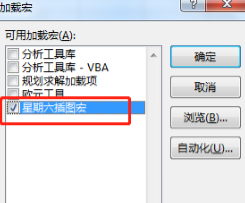 加载宏
可用加载宏(A):
分析工具库
分析工具库 - VBA
规划求解加载项
欧元工具
星期六插图宏
确定
取消
浏览(B)...
自动化(U)...